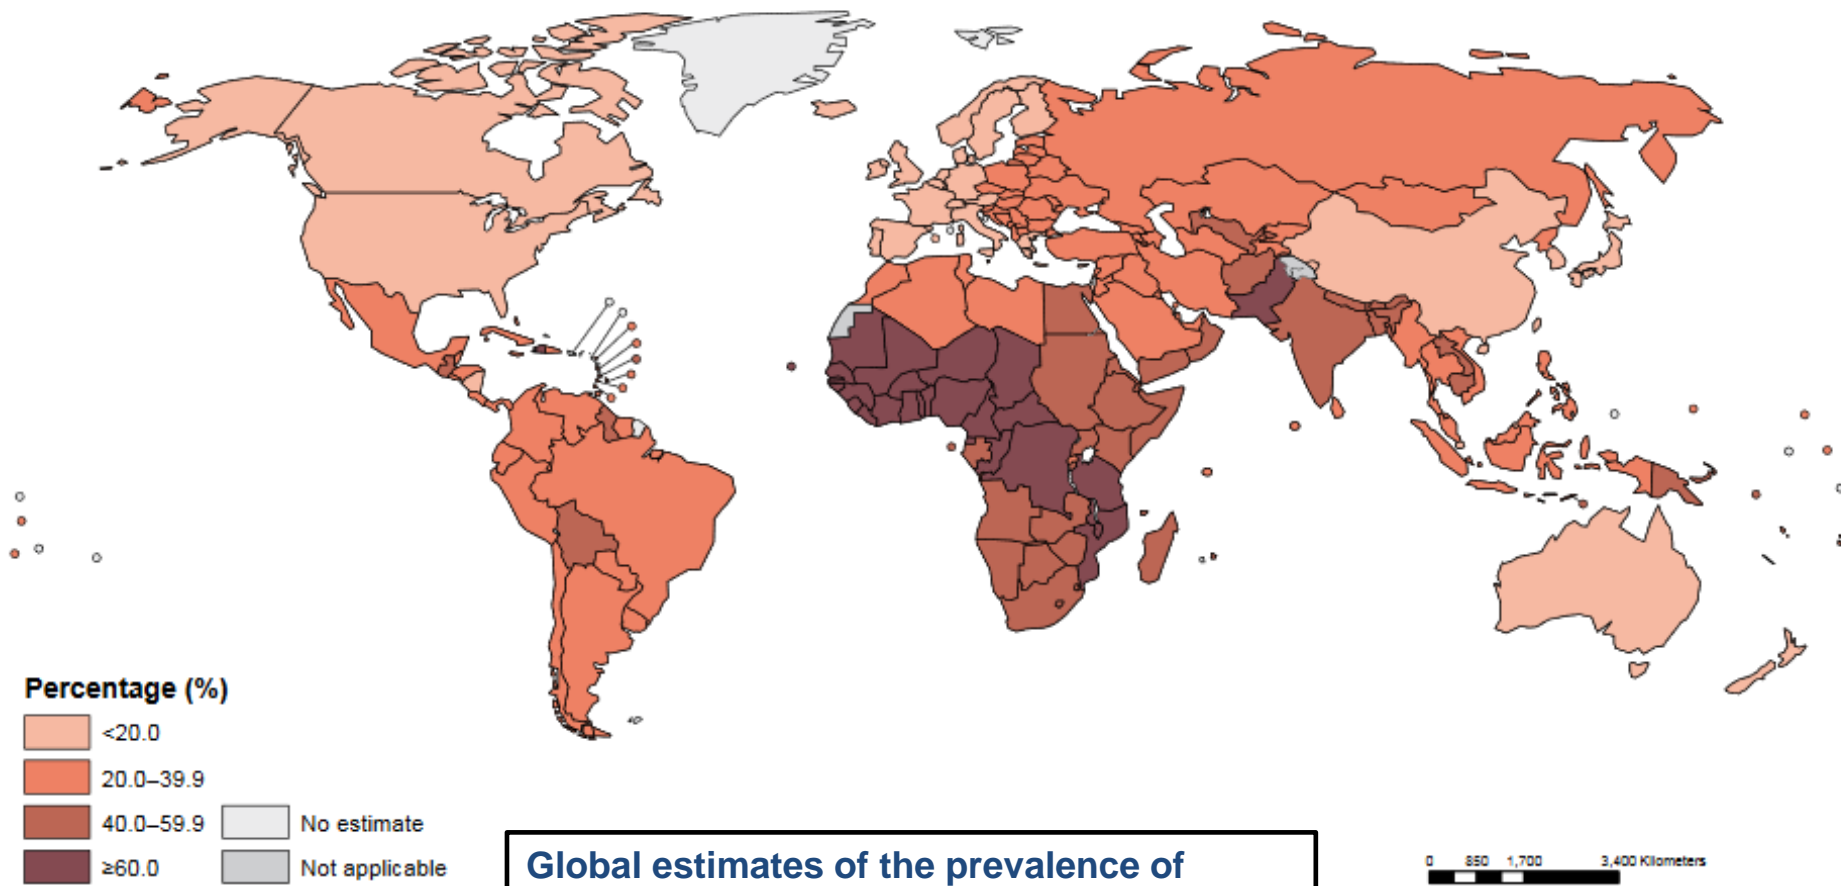 Percentage (%)
<20.0
20.0–39.9
40.0–59.9
≥60.0
No estimate
Not applicable
Global estimates of the prevalence of
0 850 1,700 3,400 Kilometers